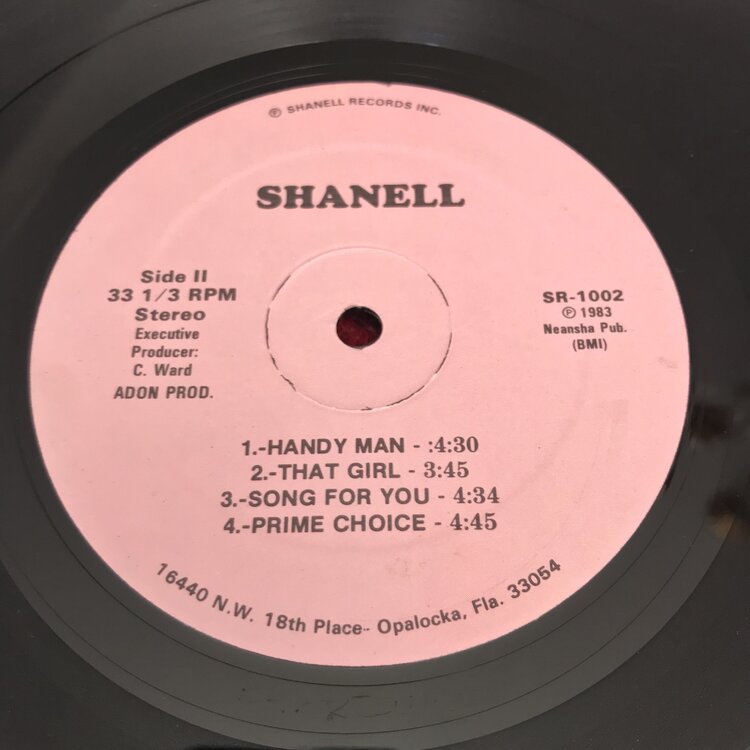 ℗ SHANELL RECORDS INC.
SHANELL
Side II
33 1/3 RPM
Stereo
Executive
Producer:
C. Ward
ADON PROD.
SR-1002
℗ 1983
Neansha Pub.
(BMI)
1.-HANDY MAN - :4:30
2.-THAT GIRL - 3:45
3.-SONG FOR YOU - 4:34
4.-PRIME CHOICE - 4:45
16440 N.W. 18th Place-- Opalocka, Fla. 33054